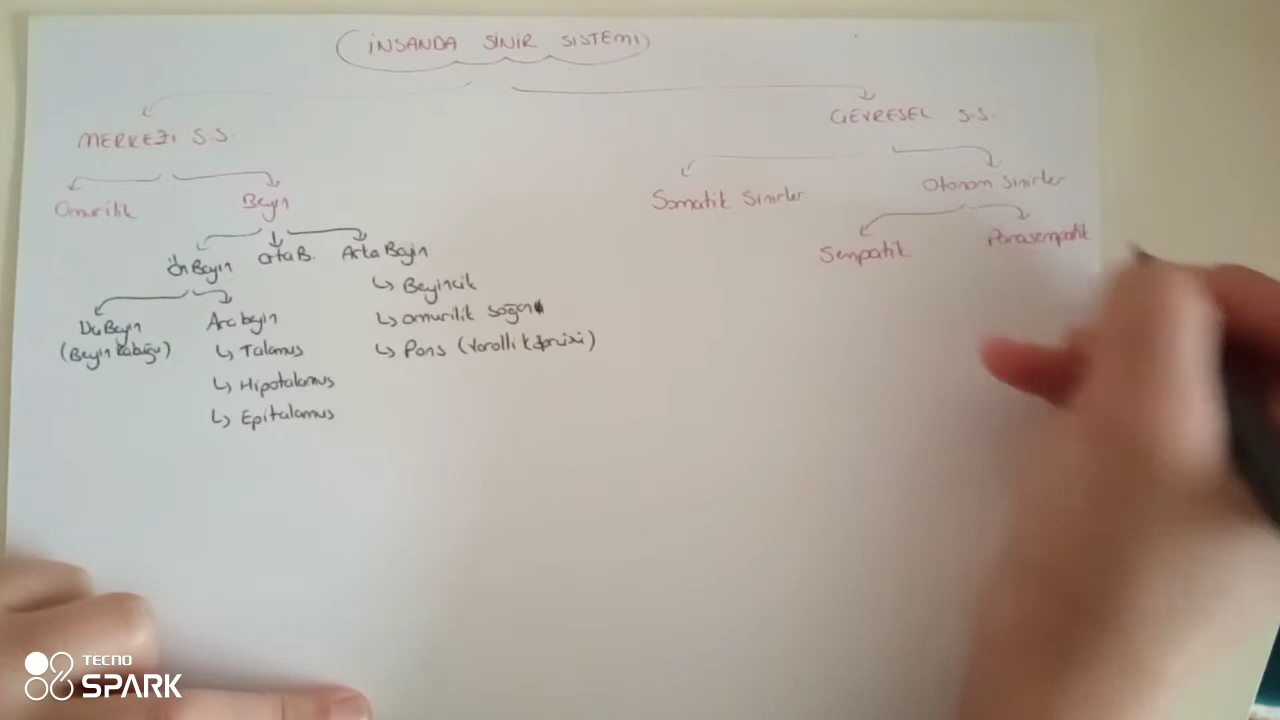 İNSANDA SİNİR SİSTEMİ
MERKEZİ S.S.
ÇEVRESEL S.S.
Omurilik
Beyin
Somatik Sinirler
Otonom Sinirler
Ön Beyin
Orta B.
Arka Beyin
Sempatik
Parasempatik
Uç Beyin
(Beyin kabuğu)
Ara beyin
Talamus
Hipotalamus
Epitalamus
Beyincik
Omurilik soğanı
Pons (Varolli köprüsü)
TECNO
SPARK